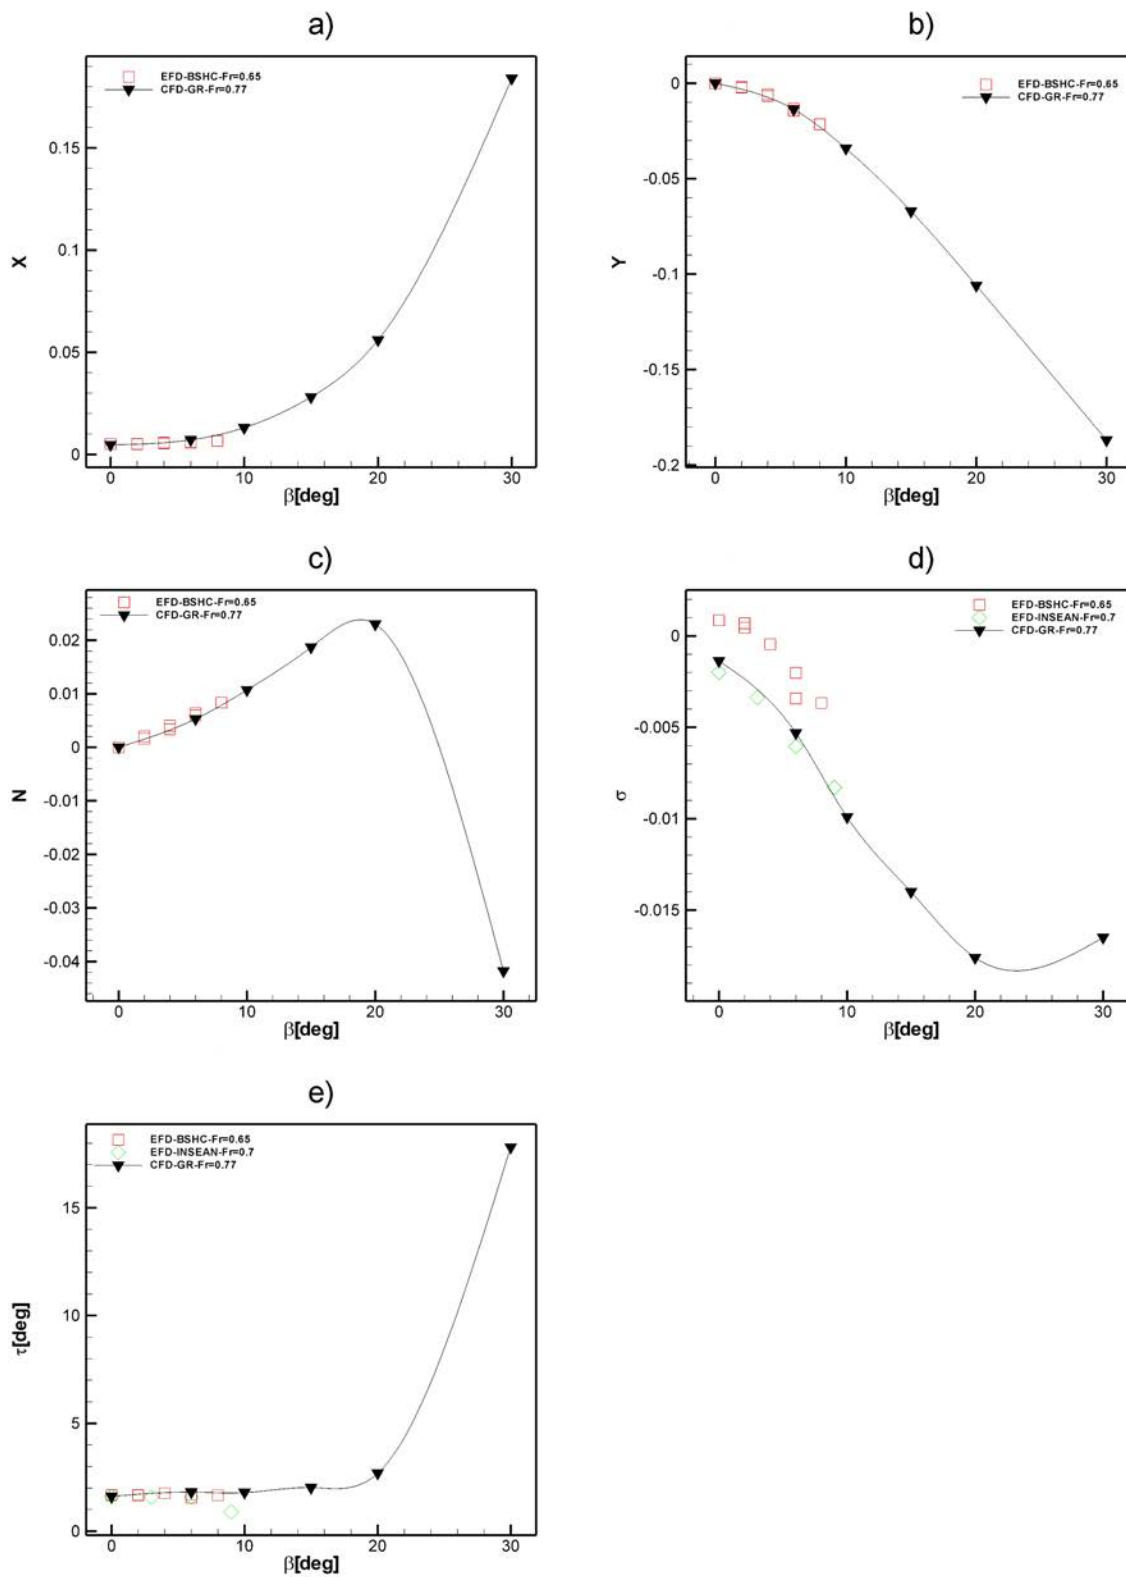 a)
EFD-BSHC-Fr=0.65
CFD-GR-Fr=0.77
0.15
0.1
0.05
0
X
0
10
20
30
β[deg]
b)
EFD-BSHC-Fr=0.65
CFD-GR-Fr=0.77
0
-0.05
-0.1
-0.15
-0.2
Y
0
10
20
30
β[deg]
c)
EFD-BSHC-Fr=0.65
CFD-GR-Fr=0.77
0.02
0.01
0
-0.01
-0.02
-0.03
-0.04
N
0
10
20
30
β[deg]
d)
EFD-BSHC-Fr=0.65
EFD-INSEAN-Fr=0.7
CFD-GR-Fr=0.77
0
-0.005
-0.01
-0.015
σ
0
10
20
30
β[deg]
e)
EFD-BSHC-Fr=0.65
EFD-INSEAN-Fr=0.7
CFD-GR-Fr=0.77
15
10
5
0
τ[deg]
0
10
20
30
β[deg]